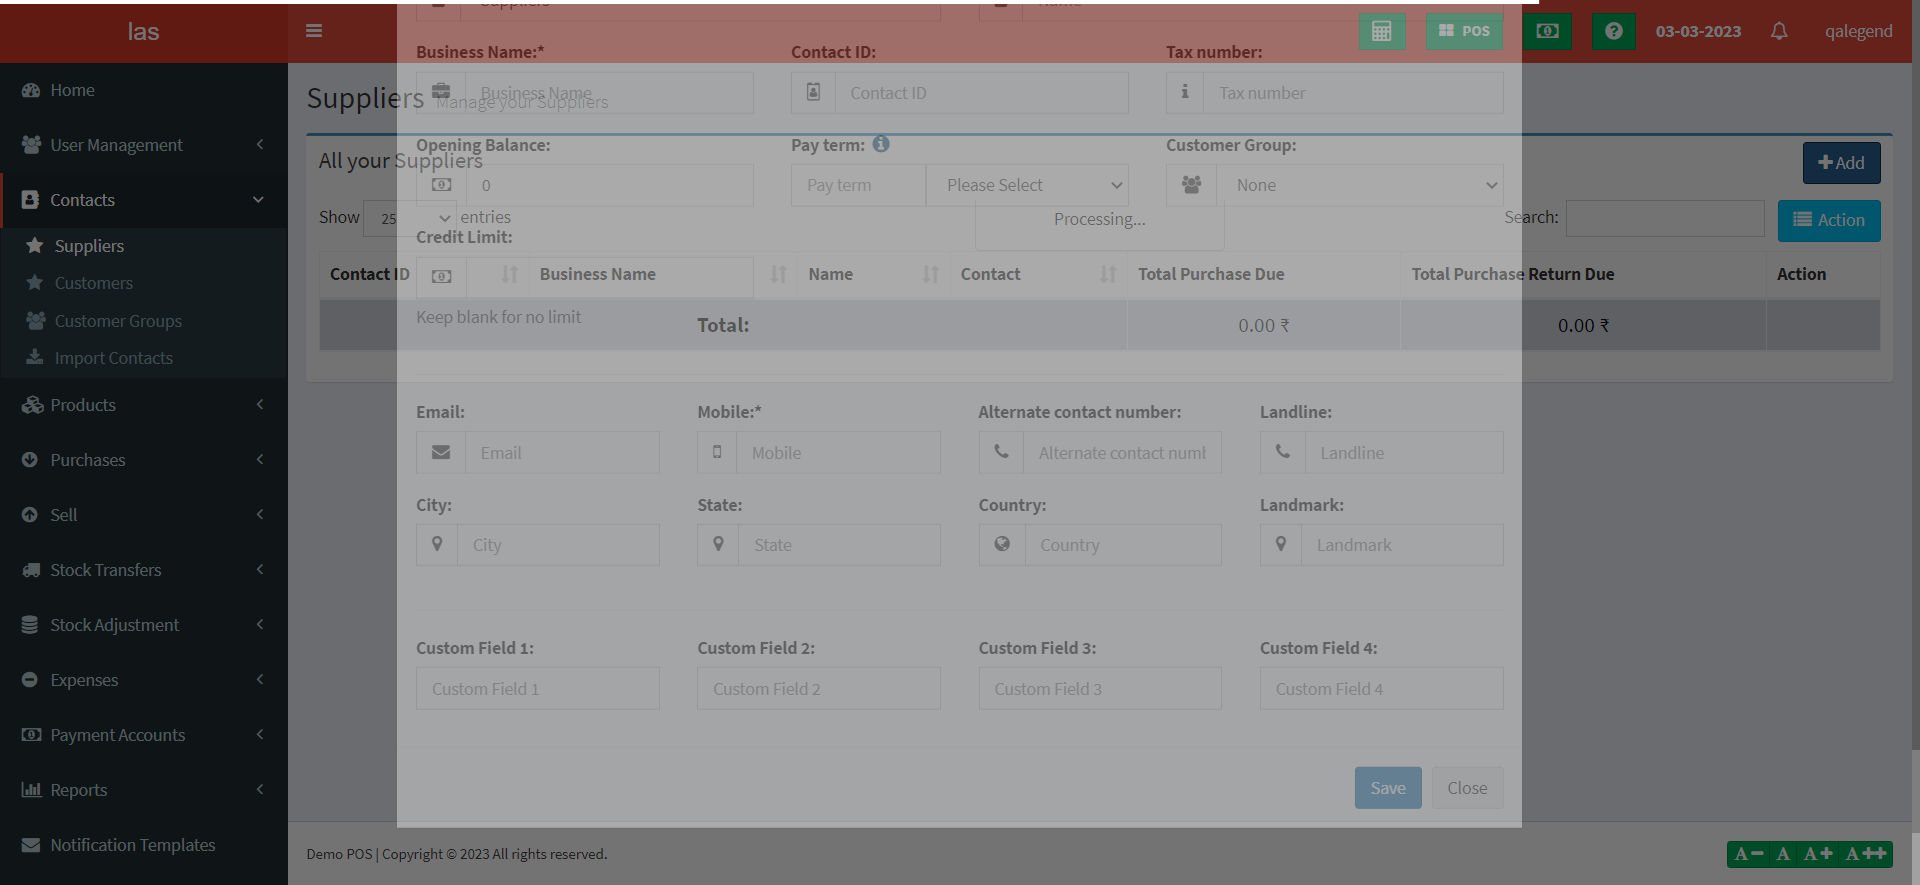 las
Suppliers
Name
POS
03-03-2023
qalegend
Home
User Management
Contacts
Suppliers
Customers
Customer Groups
Import Contacts
Products
Purchases
Sell
Stock Transfers
Stock Adjustment
Expenses
Payment Accounts
Reports
Notification Templates
Business Name:*
Contact ID:
Tax number:
Suppliers Manage your Suppliers
Business Name
Contact ID
Tax number
Opening Balance:
Pay term:
Customer Group:
All your Suppliers
Add
0
Pay term
Please Select
None
Show 25 entries
Processing...
Search:
Action
Credit Limit:
Contact ID
Business Name
Name
Contact
Total Purchase Due
Total Purchase Return Due
Action
Keep blank for no limit
Total:
0.00 ₹
0.00 ₹
Email:
Mobile:*
Alternate contact number:
Landline:
Email
Mobile
Alternate contact numl
Landline
City:
State:
Country:
Landmark:
City
State
Country
Landmark
Custom Field 1:
Custom Field 2:
Custom Field 3:
Custom Field 4:
Custom Field 1
Custom Field 2
Custom Field 3
Custom Field 4
Save
Close
Demo POS | Copyright © 2023 All rights reserved.
A- A A+ A++